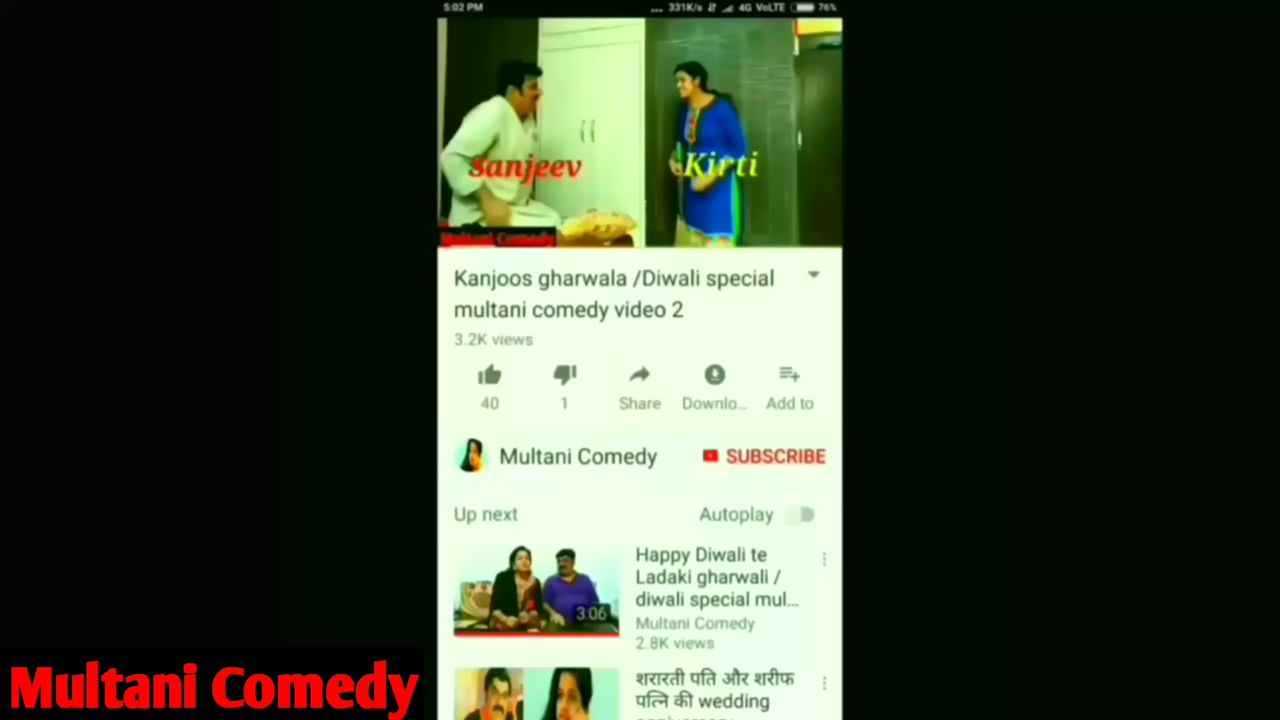 5:02 PM
... 331K/s 4G VoLTE 76%
Sanjeev
Kirti
Multani Comedy
Kanjoos gharwala /Diwali special
multani comedy video 2
3.2K views
40
1
Share
Downlo...
Add to
Multani Comedy
SUBSCRIBE
Up next
Autoplay
Happy Diwali te
Ladaki gharwali /
diwali special mul...
Multani Comedy
2.8K views
3:06
शरारती पति और शरीफ
पत्नि की wedding
Multani Comedy